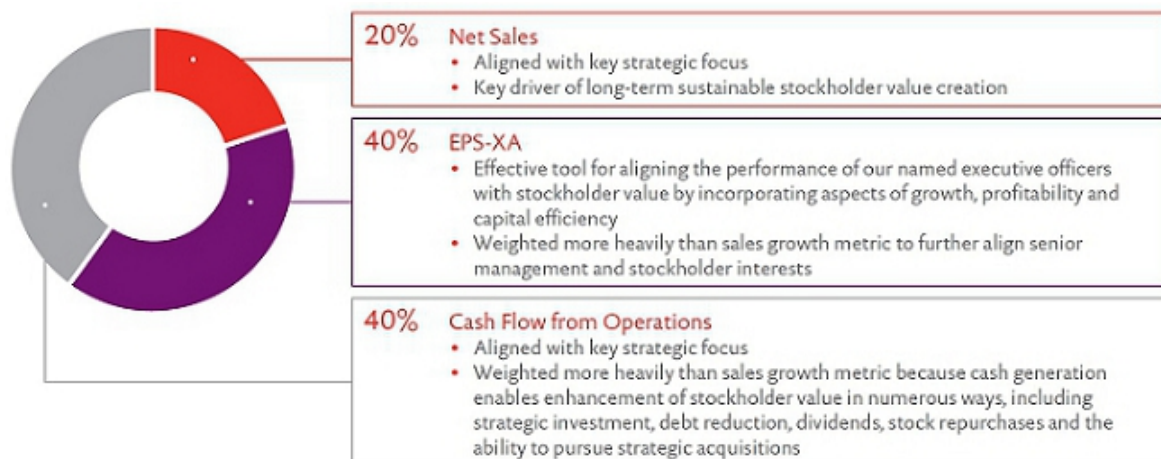 20% Net Sales
• Aligned with key strategic focus
• Key driver of long-term sustainable stockholder value creation
40% EPS-XA
• Effective tool for aligning the performance of our named executive officers
with stockholder value by incorporating aspects of growth, profitability and
capital efficiency
• Weighted more heavily than sales growth metric to further align senior
management and stockholder interests
40% Cash Flow from Operations
• Aligned with key strategic focus
• Weighted more heavily than sales growth metric because cash generation
enables enhancement of stockholder value in numerous ways, including
strategic investment, debt reduction, dividends, stock repurchases and the
ability to pursue strategic acquisitions